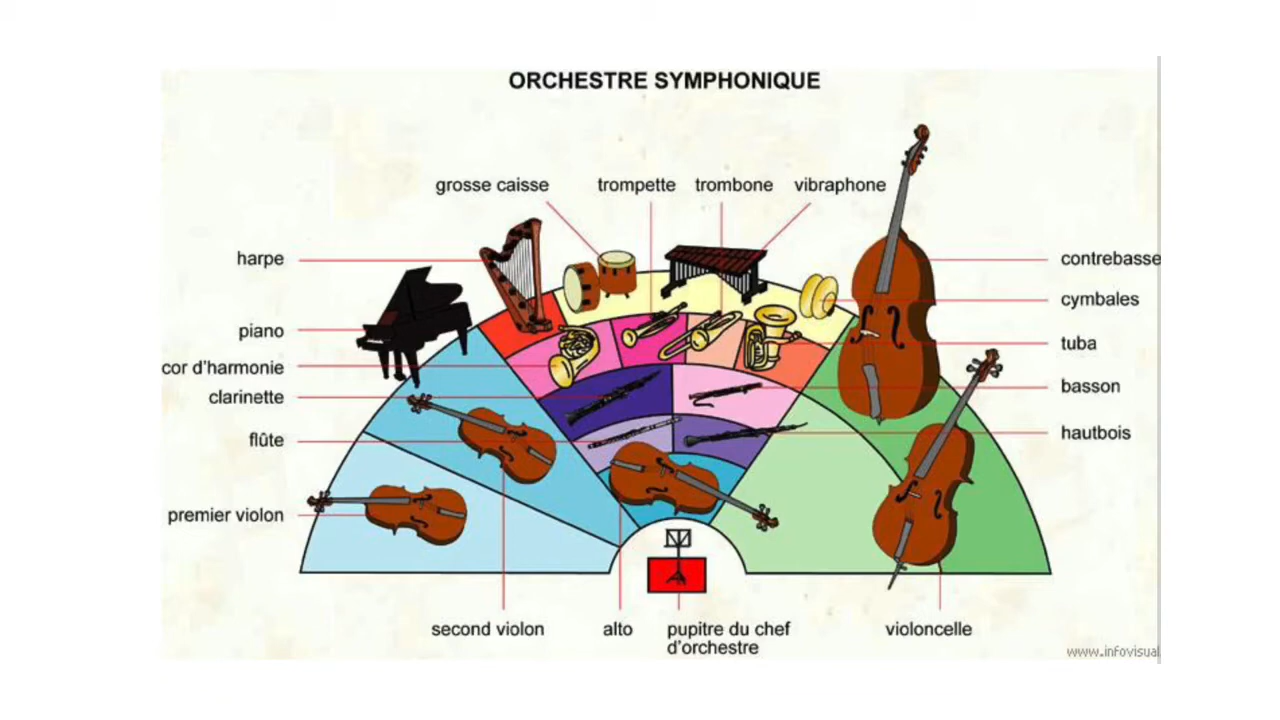 ORCHESTRE SYMPHONIQUE
grosse caisse
trompette
trombone
vibraphone
harpe
contrebasse
cymbales
piano
tuba
cor d'harmonie
basson
clarinette
flûte
hautbois
premier violon
second violon
alto
pupitre du chef
d'orchestre
violoncelle
www.infovisual